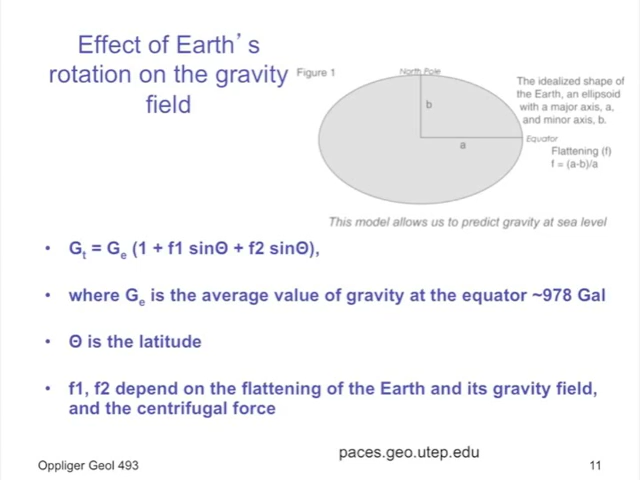 Effect of Earth's
rotation on the gravity
field
Figure 1
North Pole
b
a
Equator
The idealized shape of
the Earth, an ellipsoid
with a major axis, a,
and minor axis, b.
Flattening (f)
f = (a-b)/a
This model allows us to predict gravity at sea level
• Gt = Ge (1 + f1 sinΘ + f2 sinΘ),
• where Ge is the average value of gravity at the equator ~978 Gal
• Θ is the latitude
• f1, f2 depend on the flattening of the Earth and its gravity field,
and the centrifugal force
paces.geo.utep.edu
Oppliger Geol 493
11